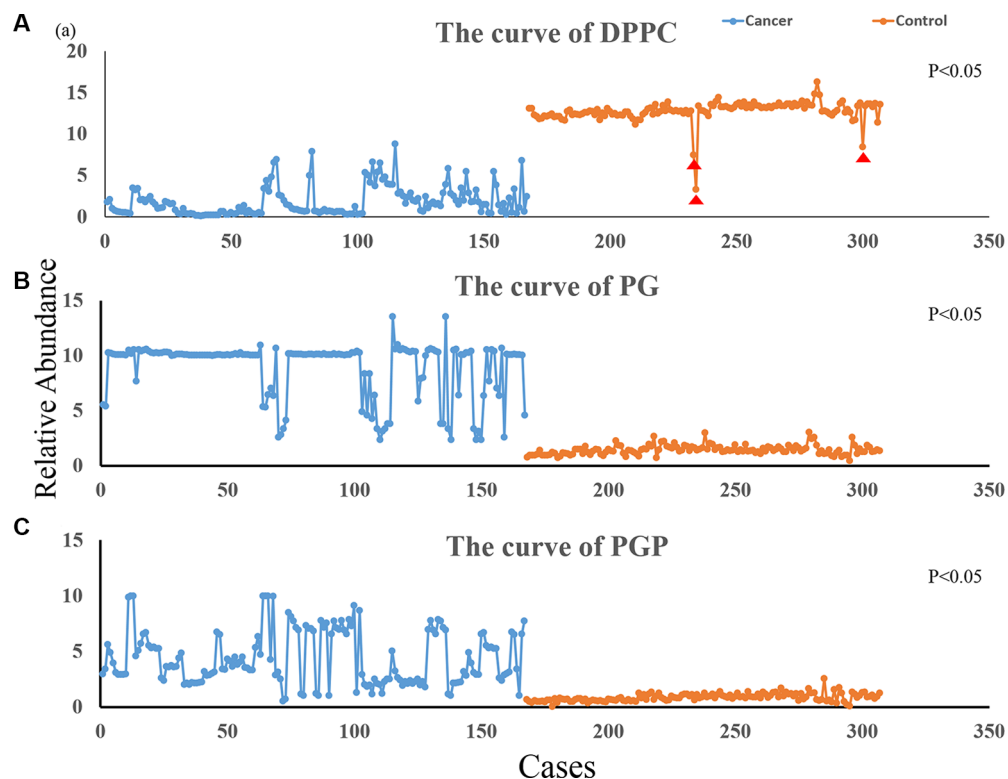 A
(a)
The curve of DPPC
Cancer
Control
P<0.05
20
15
10
5
0
0 50 100 150 200 250 300 350
B
The curve of PG
P<0.05
15
10
5
0
0 50 100 150 200 250 300 350
Relative Abundance
C
The curve of PGP
P<0.05
15
10
5
0
0 50 100 150 200 250 300 350
Cases